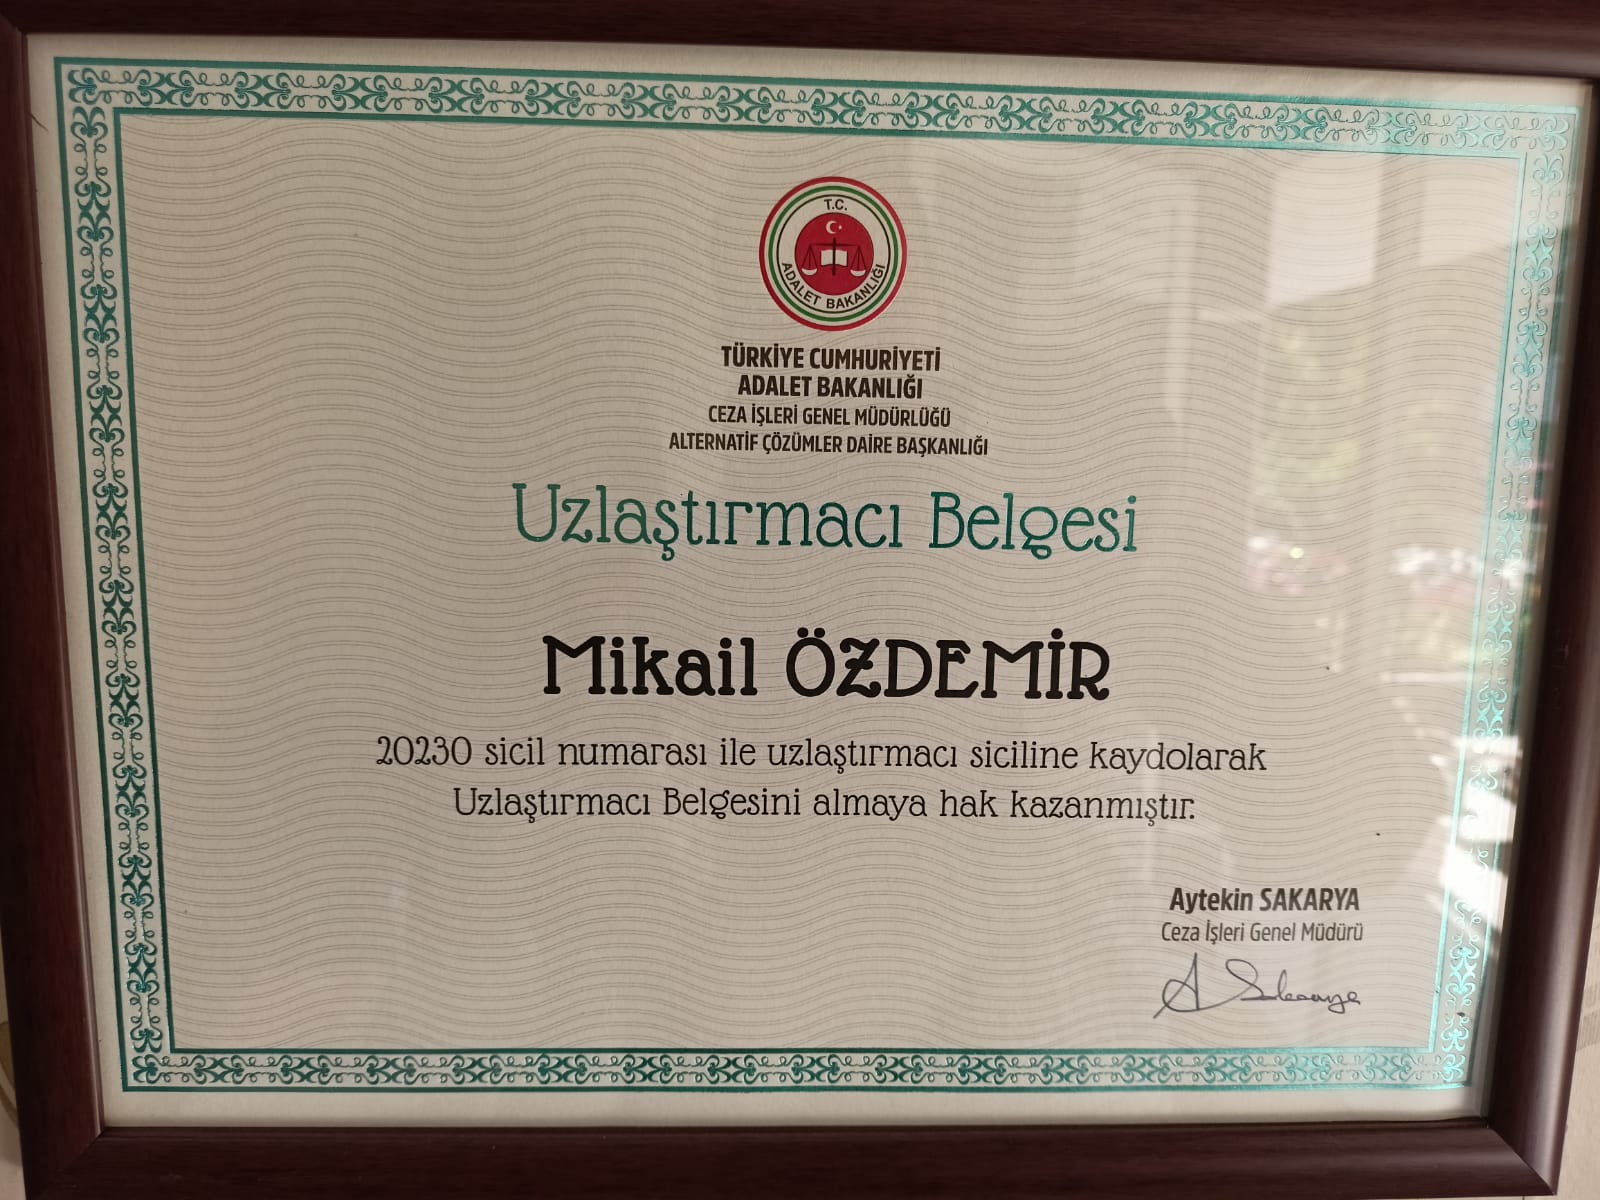 T.C.
ADALET BAKANLIĞI
TÜRKİYE CUMHURİYETİ
ADALET BAKANLIĞI
CEZA İŞLERİ GENEL MÜDÜRLÜĞÜ
ALTERNATİF ÇÖZÜMLER DAİRE BAŞKANLIĞI
Uzlaştırmacı Belgesi
Mikail ÖZDEMİR
20230 sicil numarası ile uzlaştırmacı siciline kaydolarak
Uzlaştırmacı Belgesini almaya hak kazanmıştır.
Aytekin SAKARYA
Ceza İşleri Genel Müdürü
A Sakarya